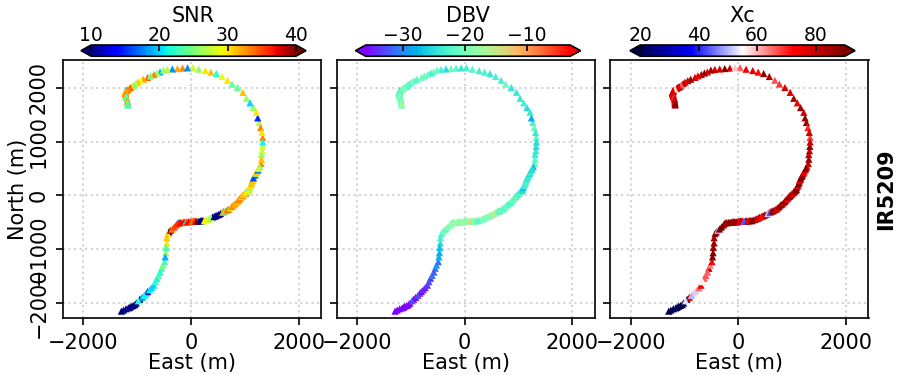 SNR DBV Xc
10 20 30 40 −30 −20 −10 20 40 60 80
2000
1000
0
−1000
−2000
North (m)
IR5209
−2000 0 2000 −2000 0 2000 −2000 0 2000
East (m) East (m) East (m)